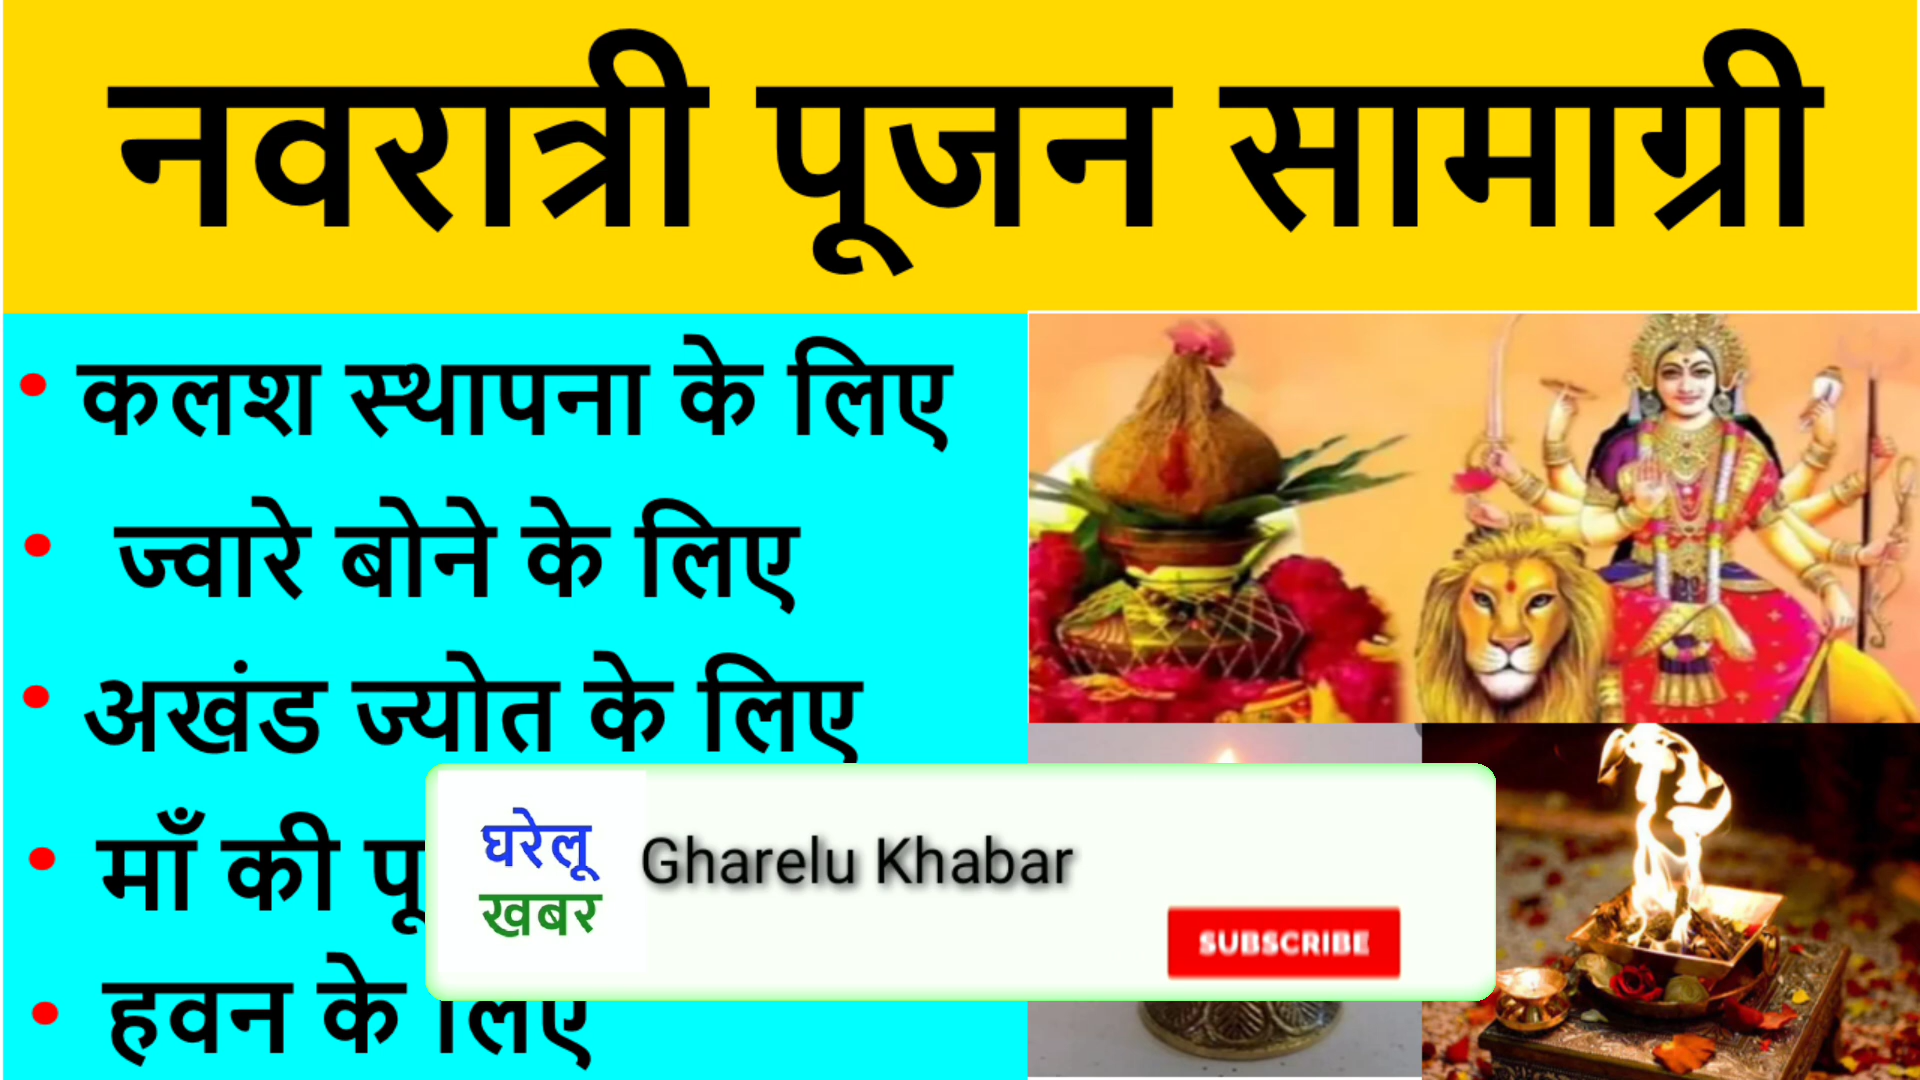 नवरात्री पूजन सामाग्री
• कलश स्थापना के लिए
• ज्वारे बोने के लिए
• अखंड ज्योत के लिए
• माँ की
• हवन के लिए
घरेलू
खबर
Gharelu Khabar
SUBSCRIBE